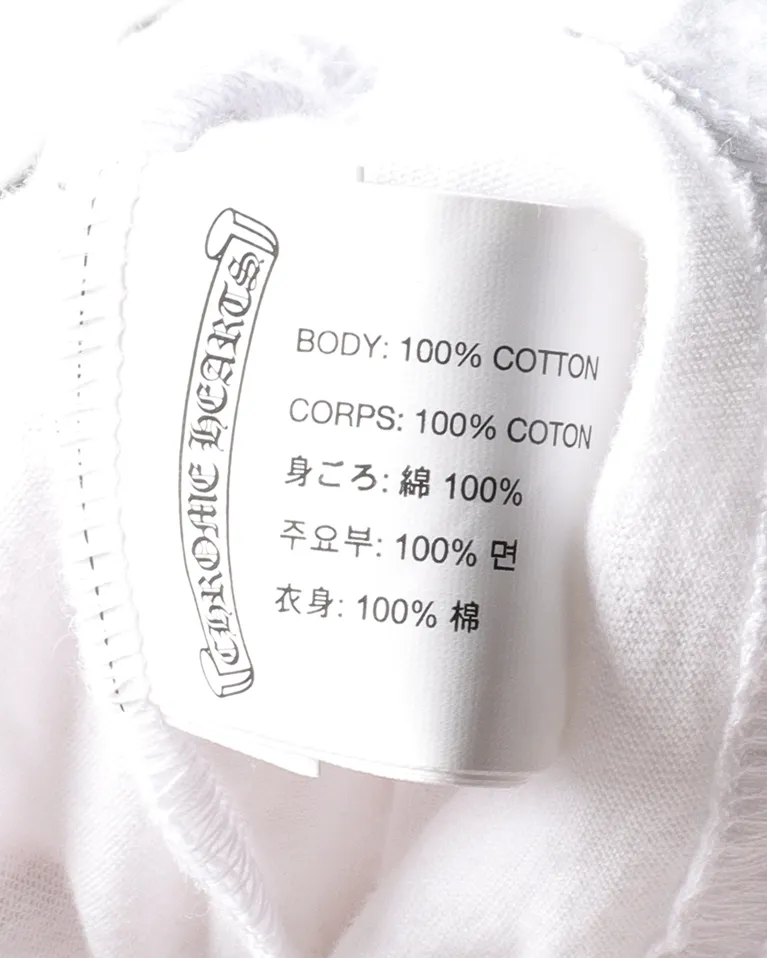 CHROME HEARTS
BODY: 100% COTTON
CORPS: 100% COTON
身ごろ: 綿 100%
주요부: 100% 면
衣身: 100% 棉